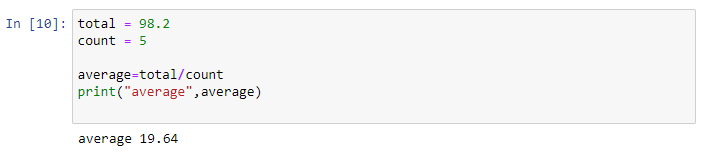 In [10]: total = 98.2
count = 5
average=total/count
print("average",average)
average 19.64